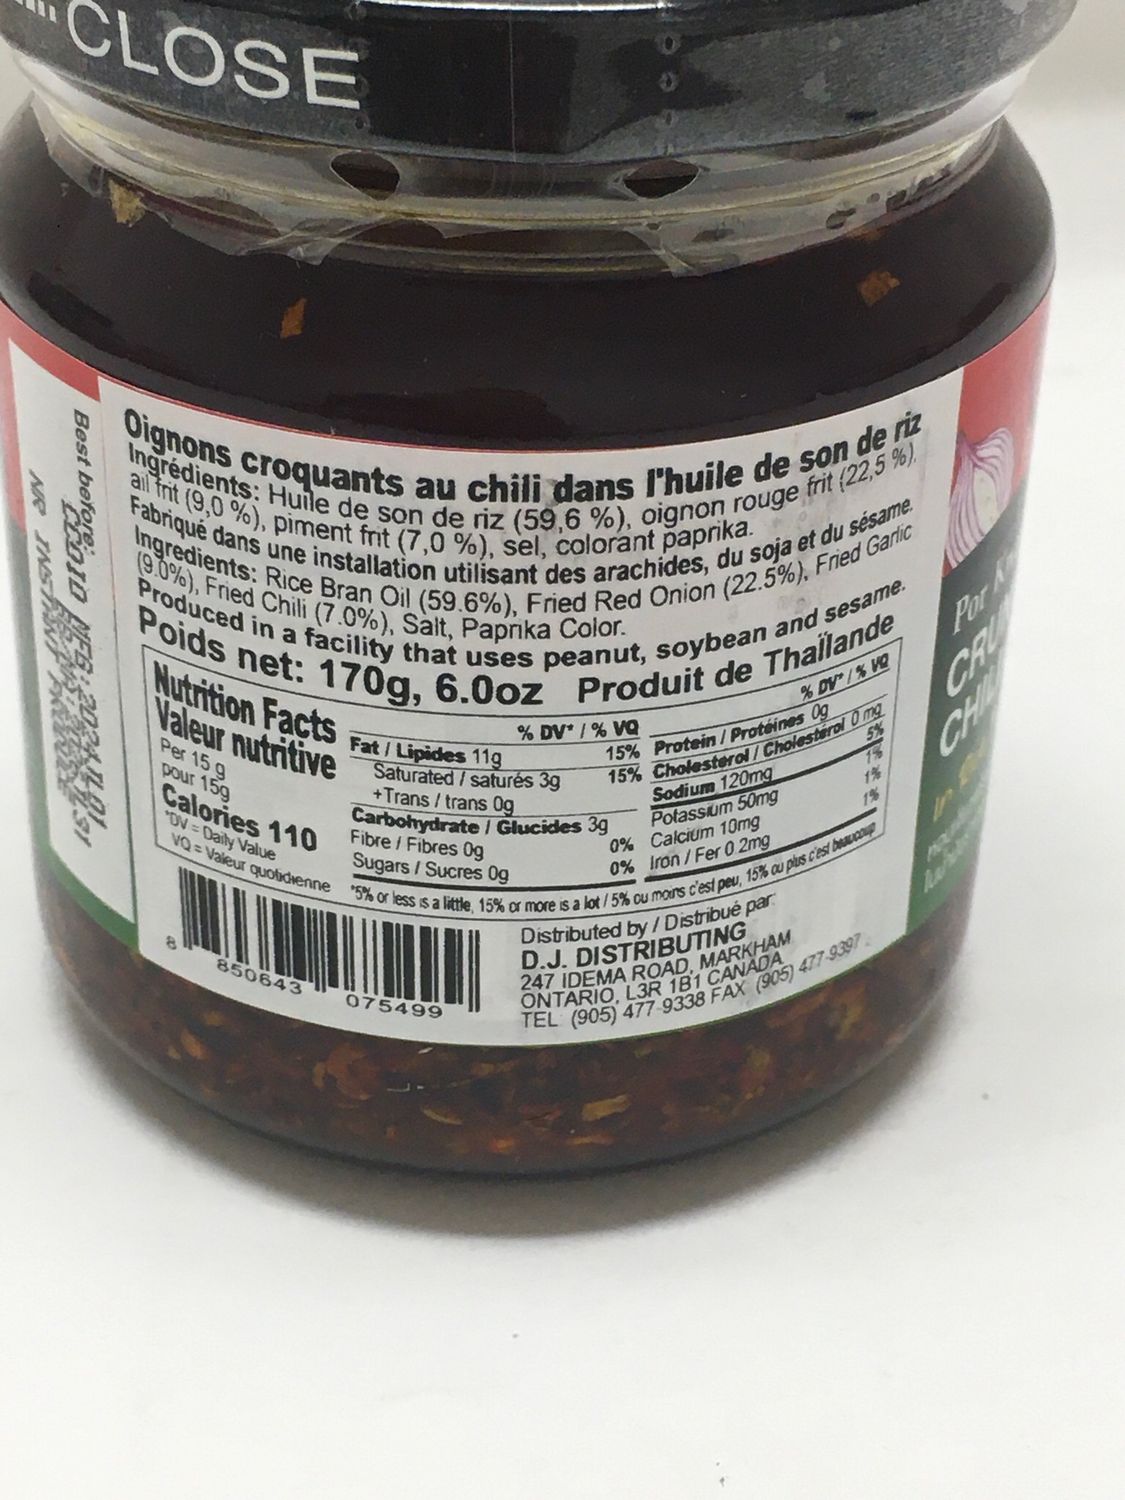 CLOSE
Oignons croquants au chili dans l'huile de son de riz
Ingrédients: Huile de son de riz (59,6 %), oignon rouge frit (22,5 %),
ail frit (9,0 %), piment frit (7,0 %), sel, colorant paprika.
Fabriqué dans une installation utilisant des arachides, du soja et du sésame.
Ingredients: Rice Bran Oil (59.6%), Fried Red Onion (22.5%), Fried Garlic
(9.0%), Fried Chili (7.0%), Salt, Paprika Color.
Produced in a facility that uses peanut, soybean and sesame.
Poids net: 170g, 6.0oz Produit de Thaïlande
Nutrition Facts
Valeur nutritive
Per 15 g
pour 15g
Calories 110
*DV = Daily Value
VQ = Valeur quotidienne
% DV* / % VQ
Fat / Lipides 11g 15%
Saturated / saturés 3g 15%
+Trans / trans 0g
Carbohydrate / Glucides 3g
Fibre / Fibres 0g 0%
Sugars / Sucres 0g 0%
% DV* / % VQ
Protein / Protéines 0g
Cholesterol / Cholestérol 0 mg
Sodium 120mg 5%
Potassium 50mg 1%
Calcium 10mg 1%
Iron / Fer 0.2mg 1%
*5% or less is a little, 15% or more is a lot / 5% ou moins c'est peu, 15% ou plus c'est beaucoup
8 850643 075499
Distributed by / Distribué par:
D.J. DISTRIBUTING
247 IDEMA ROAD, MARKHAM
ONTARIO, L3R 1B1 CANADA
TEL: (905) 477-9338 FAX (905) 477-9397
Best before:
Por